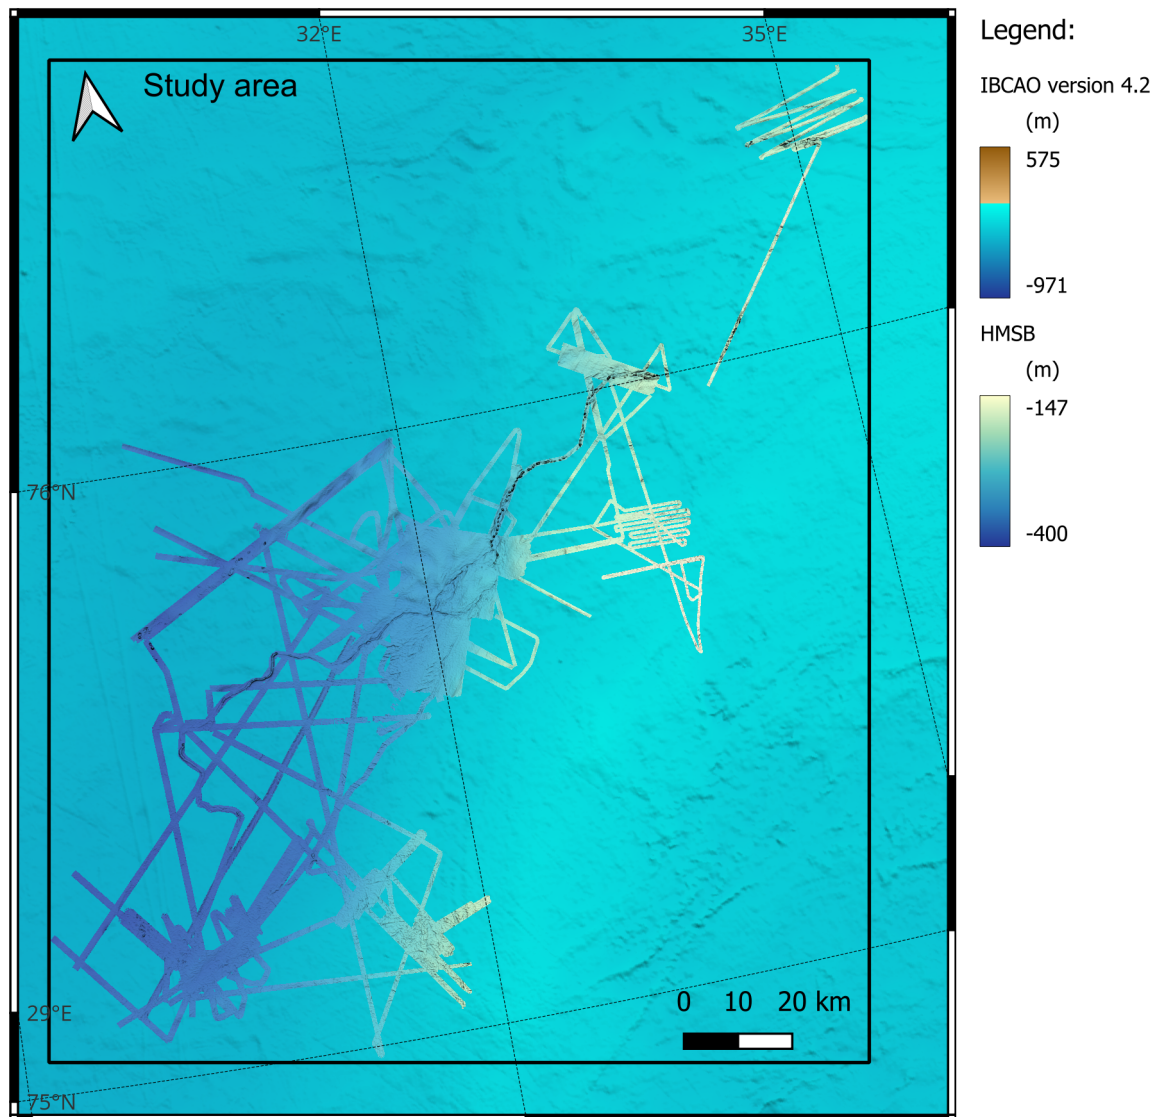 32°E
35°E
Study area
76°N
29°E
75°N
0 10 20 km
Legend:
IBCAO version 4.2
(m)
575
-971
HMSB
(m)
-147
-400